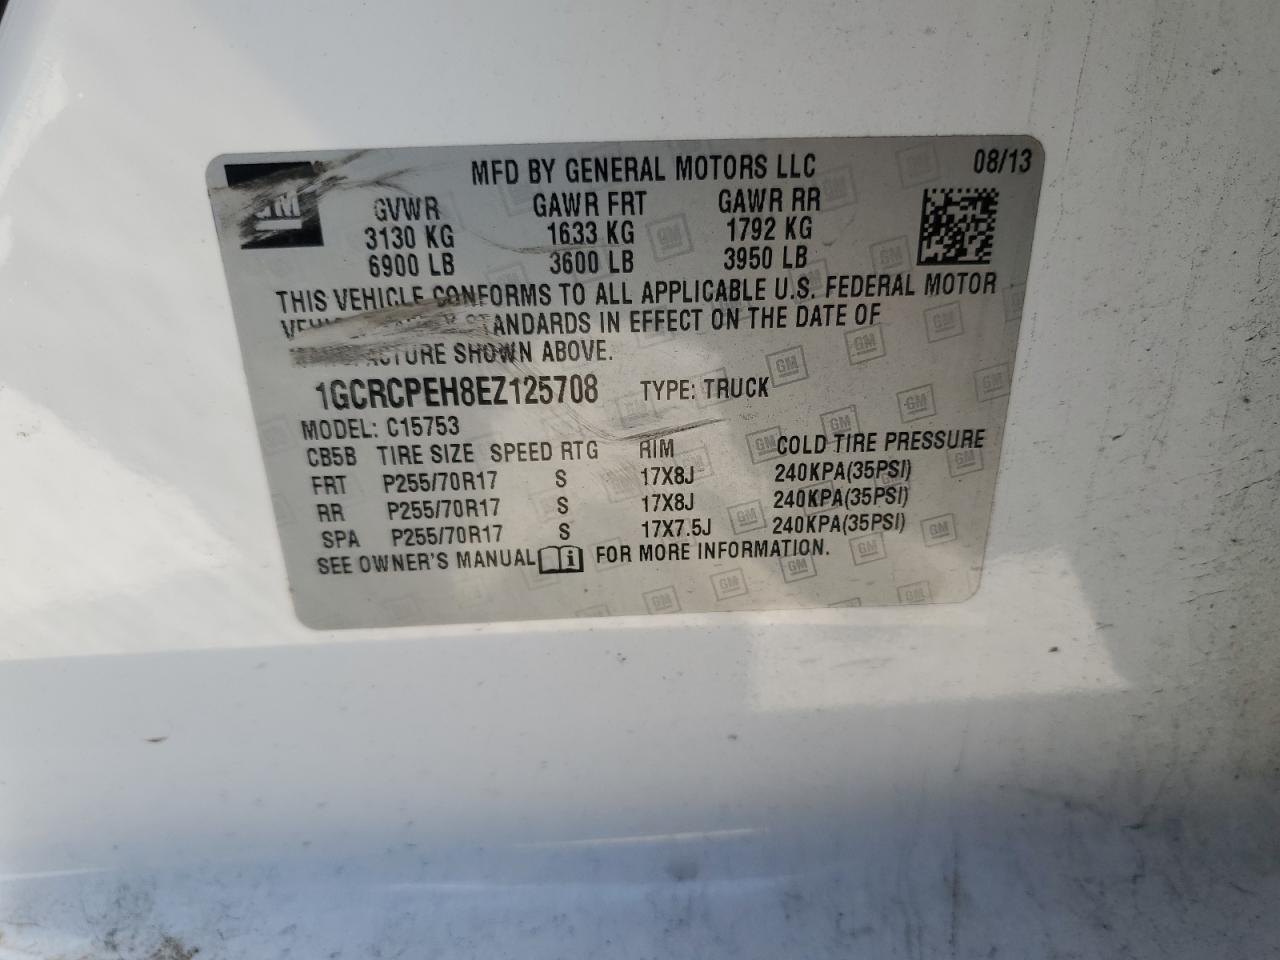 MFD BY GENERAL MOTORS LLC 08/13
GM
GVWR GAWR FRT GAWR RR
3130 KG 1633 KG 1792 KG
6900 LB 3600 LB 3950 LB
THIS VEHICLE CONFORMS TO ALL APPLICABLE U.S. FEDERAL MOTOR
STANDARDS IN EFFECT ON THE DATE OF
SHOWN ABOVE.
1GCRCPEH8EZ125708 TYPE: TRUCK
MODEL: C15753
CB5B TIRE SIZE SPEED RTG RIM COLD TIRE PRESSURE
FRT P255/70R17 S 17X8J 240KPA(35PSI)
RR P255/70R17 S 17X8J 240KPA(35PSI)
SPA P255/70R17 S 17X7.5J 240KPA(35PSI)
SEE OWNER'S MANUAL FOR MORE INFORMATION.